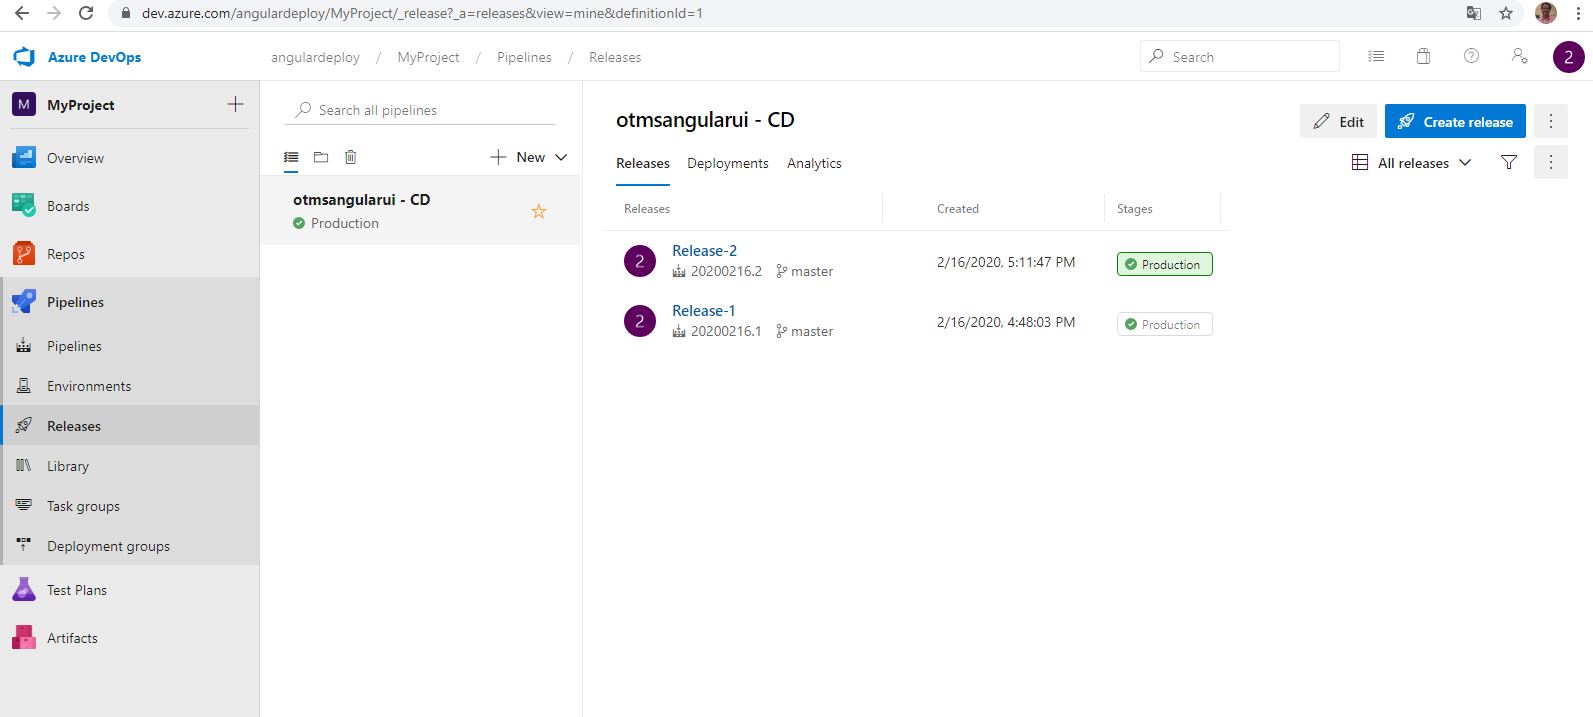 dev.azure.com/angulardeploy/MyProject/_release?_a=releases&view=mine&definitionId=1
Azure DevOps
angulardeploy / MyProject / Pipelines / Releases
Search
2
M MyProject
Overview
Boards
Repos
Pipelines
Pipelines
Environments
Releases
Library
Task groups
Deployment groups
Test Plans
Artifacts
Search all pipelines
New
otmsangularui - CD
Production
otmsangularui - CD
Edit
Create release
Releases Deployments Analytics
All releases
Releases Created Stages
2 Release-2
20200216.2 master
2/16/2020, 5:11:47 PM
Production
2 Release-1
20200216.1 master
2/16/2020, 4:48:03 PM
Production